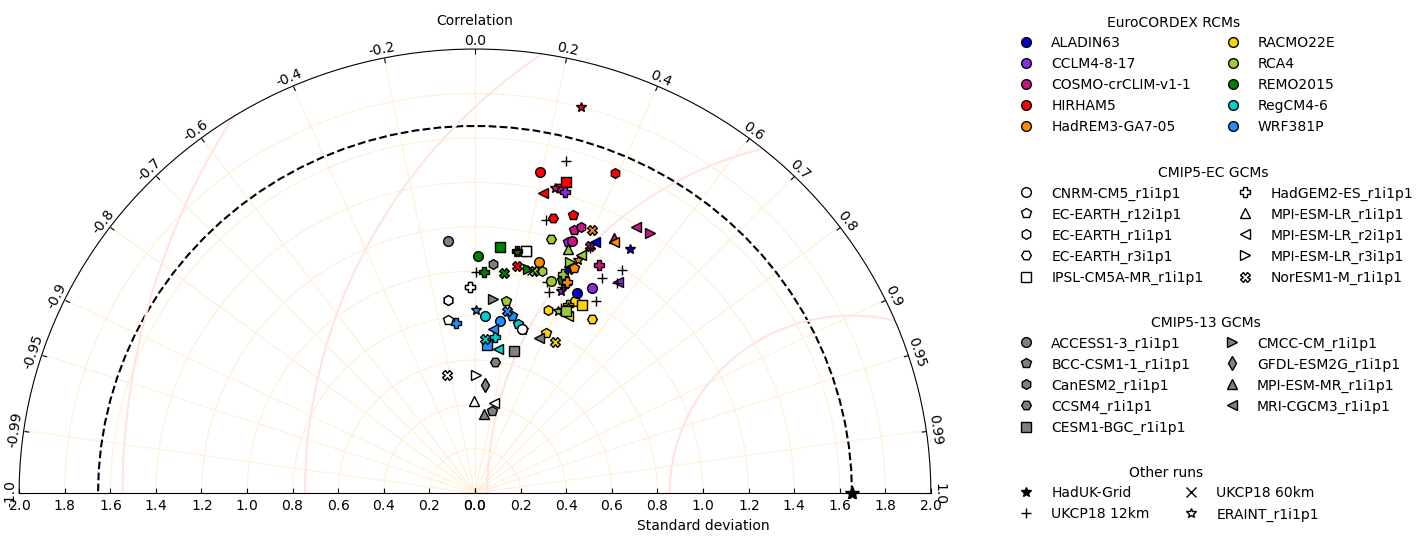 Correlation
-0.99
-0.95
-0.9
-0.8
-0.7
-0.6
-0.4
-0.2
0.0
0.2
0.4
0.6
0.7
0.8
0.9
0.95
0.99
1.0
1.0
2.0 1.8 1.6 1.4 1.2 1.0 0.8 0.6 0.4 0.2 0.0 0.2 0.4 0.6 0.8 1.0 1.2 1.4 1.6 1.8 2.0
Standard deviation
EuroCORDEX RCMs
ALADIN63 RACMO22E
CCLM4-8-17 RCA4
COSMO-crCLIM-v1-1 REMO2015
HIRHAM5 RegCM4-6
HadREM3-GA7-05 WRF381P
CMIP5-EC GCMs
CNRM-CM5_r1i1p1 HadGEM2-ES_r1i1p1
EC-EARTH_r12i1p1 MPI-ESM-LR_r1i1p1
EC-EARTH_r1i1p1 MPI-ESM-LR_r2i1p1
EC-EARTH_r3i1p1 MPI-ESM-LR_r3i1p1
IPSL-CM5A-MR_r1i1p1 NorESM1-M_r1i1p1
CMIP5-13 GCMs
ACCESS1-3_r1i1p1 CMCC-CM_r1i1p1
BCC-CSM1-1_r1i1p1 GFDL-ESM2G_r1i1p1
CanESM2_r1i1p1 MPI-ESM-MR_r1i1p1
CCSM4_r1i1p1 MRI-CGCM3_r1i1p1
CESM1-BGC_r1i1p1
Other runs
HadUK-Grid UKCP18 60km
UKCP18 12km ERAINT_r1i1p1